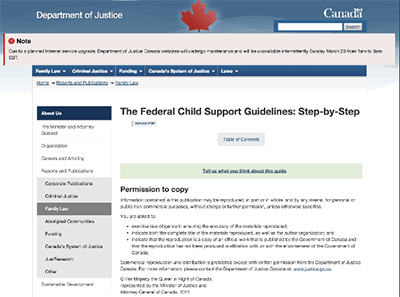 Department of Justice
Canada
Search
Note
Due to a planned Internet service upgrade, Department of Justice Canada websites will undergo maintenance and will be unavailable intermittently Sunday March 23 from 1am to 8am
EST.
Family Law Criminal Justice Funding Canada's System of Justice Laws
Home → Reports and Publications → Family Law
About Us
The Minister and Attorney
General
Organization
Careers and Articling
Reports and Publications
Corporate Publications
Criminal Justice
Family Law
Aboriginal Communities
Funding
Canada's System of Justice
JustResearch
Other
Sustainable Development
The Federal Child Support Guidelines: Step-by-Step
Version PDF
Table of Contents
Tell us what you think about this guide
Permission to copy
Information contained in this publication may be reproduced, in part or in whole, and by any means, for personal or
public non-commercial purposes, without charge or further permission, unless otherwise specified.
You are asked to:
exercise due diligence in ensuring the accuracy of the materials reproduced;
indicate both the complete title of the materials reproduced, as well as the author organization; and
indicate that the reproduction is a copy of an official work that is published by the Government of Canada and
that the reproduction has not been produced in affiliation with, or with the endorsement of the Government of
Canada.
Commercial reproduction and distribution is prohibited except with written permission from the Department of Justice
Canada. For more information, please contact the Department of Justice Canada at: www.justice.gc.ca.
© Her Majesty the Queen in Right of Canada,
represented by the Minister of Justice and
Attorney General of Canada, 2011